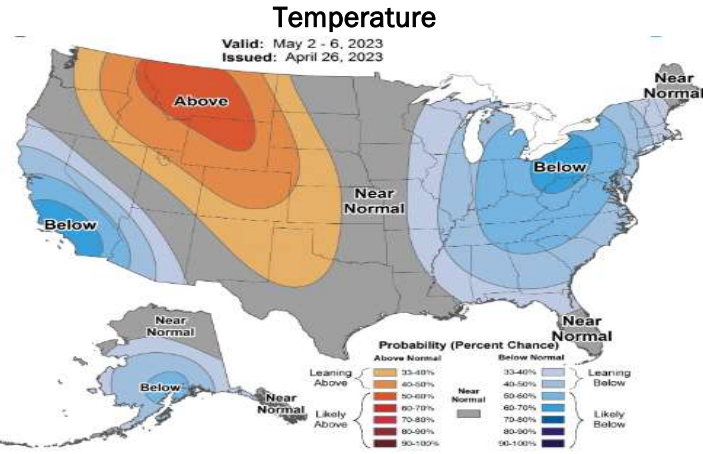 Temperature
Valid: May 2 - 6, 2023
Issued: April 26, 2023
Near
Normal
Above
Below
Near
Normal
Below
Near
Normal
Below
Near
Normal
Near
Normal
Probability (Percent Chance)
Above Normal
Below Normal
Leaning
Above
33-40%
40-50%
50-60%
Likely
Above
60-70%
70-80%
80-90%
90-100%
Near
Normal
33-40%
40-50%
50-60%
Leaning
Below
60-70%
70-80%
80-90%
90-100%
Likely
Below